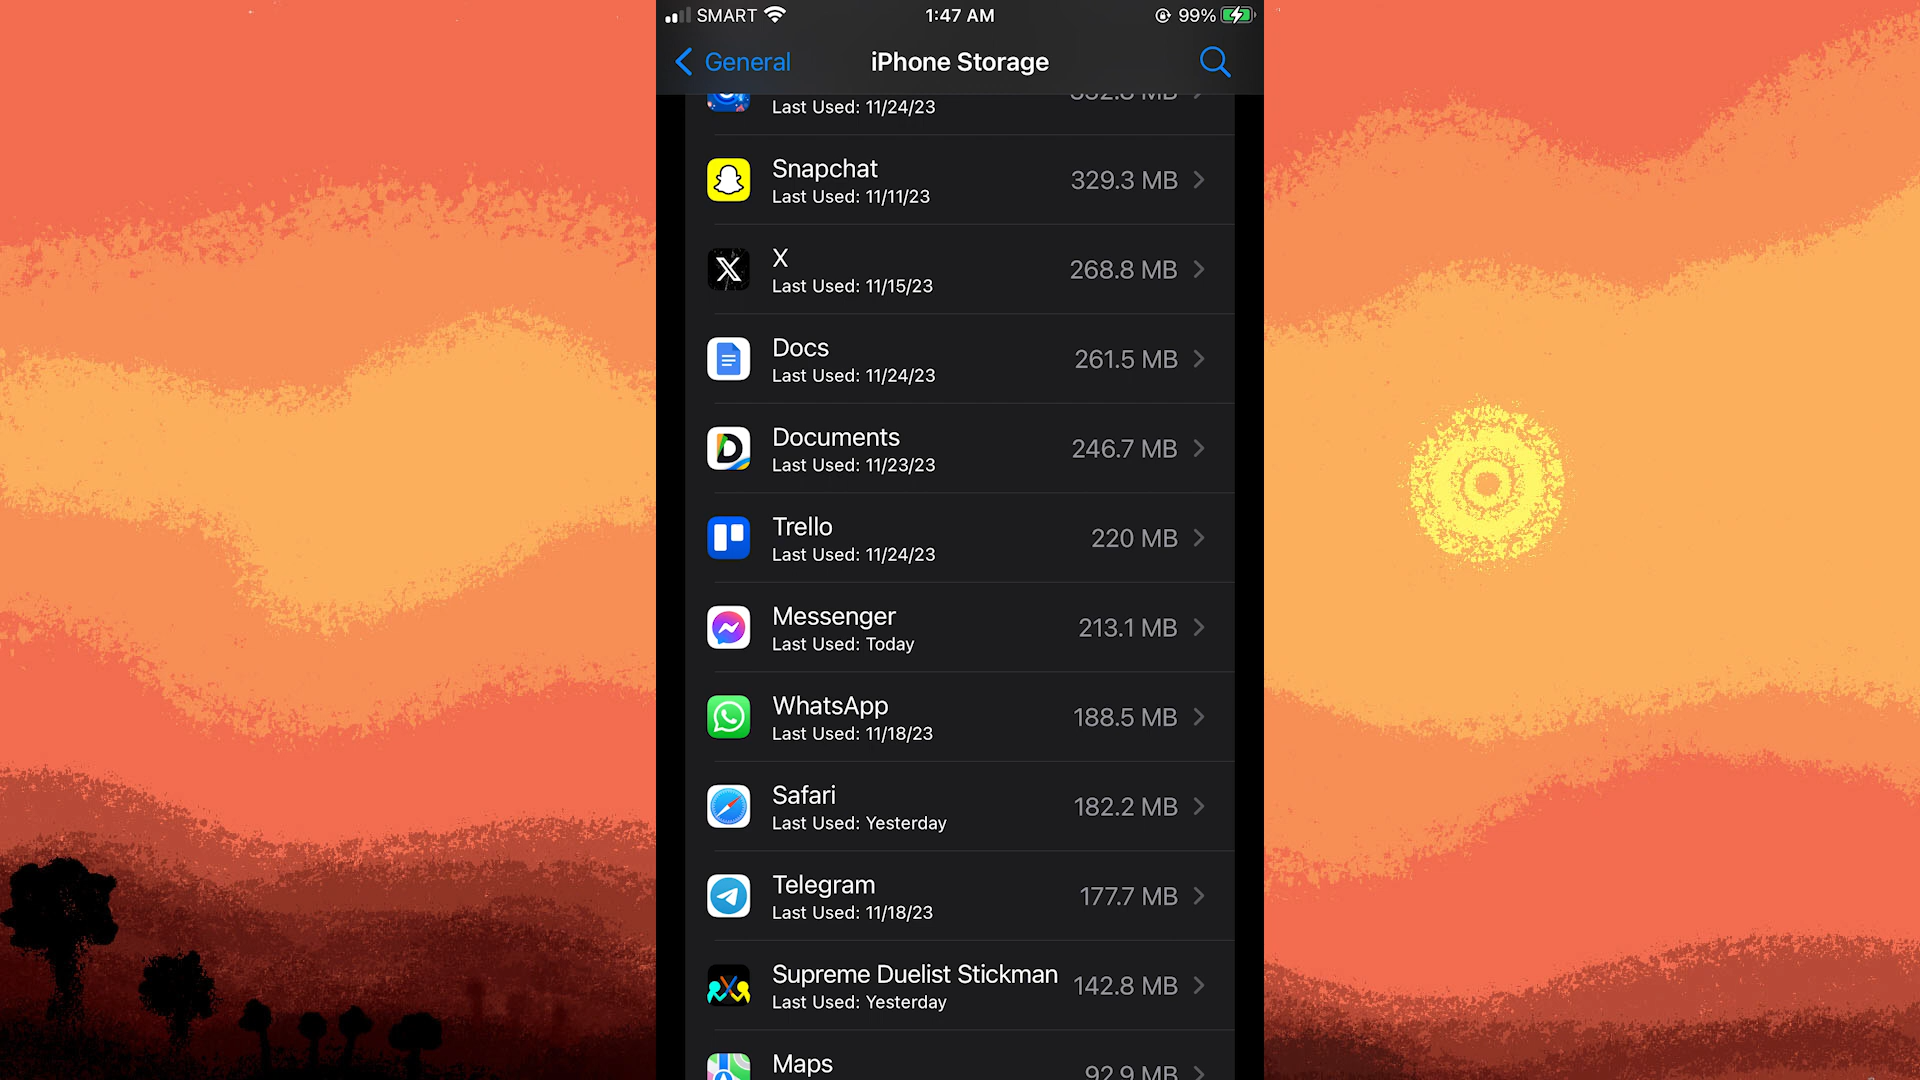 SMART 1:47 AM 99%
General iPhone Storage
Last Used: 11/24/23
Snapchat
329.3 MB
Last Used: 11/11/23
X
268.8 MB
Last Used: 11/15/23
Docs
261.5 MB
Last Used: 11/24/23
Documents
246.7 MB
Last Used: 11/23/23
Trello
220 MB
Last Used: 11/24/23
Messenger
213.1 MB
Last Used: Today
WhatsApp
188.5 MB
Last Used: 11/18/23
Safari
182.2 MB
Last Used: Yesterday
Telegram
177.7 MB
Last Used: 11/18/23
Supreme Duelist Stickman
142.8 MB
Last Used: Yesterday
Maps
92.9 MB